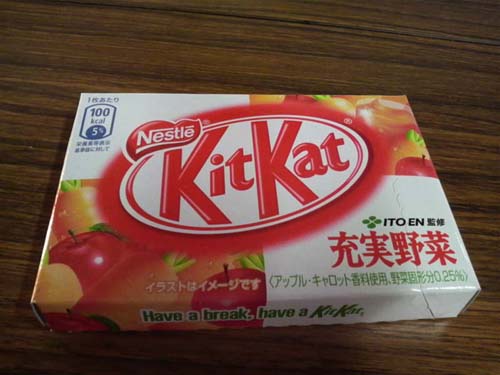 1枚あたり
100
kcal
5%
栄養素等表示
基準値に対して
Nestlé®
KitKat®
ITO EN 監修
充実野菜
〈アップル・キャロット香料使用、野菜固形分0.25%〉
イラストはイメージです
Have a break, have a KitKat.